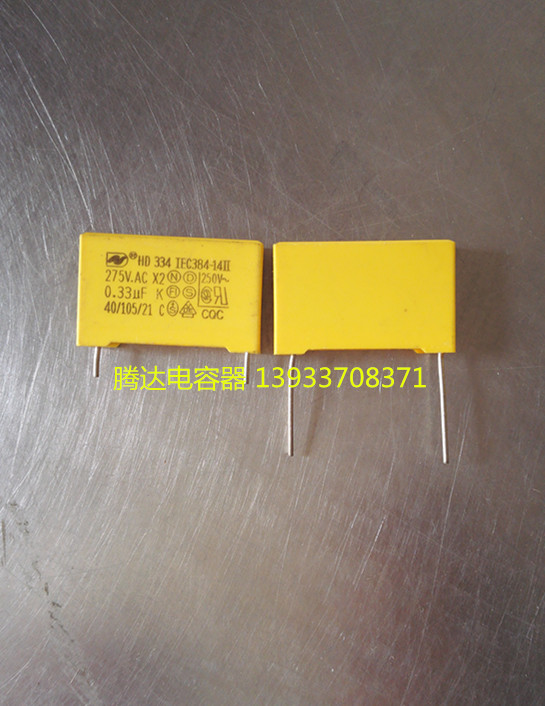 ® HD 334 IEC384-14II
275V.AC X2 N D 250V~
0.33µF K FI S
40/105/21 C CQC
腾达电容器 13933708371